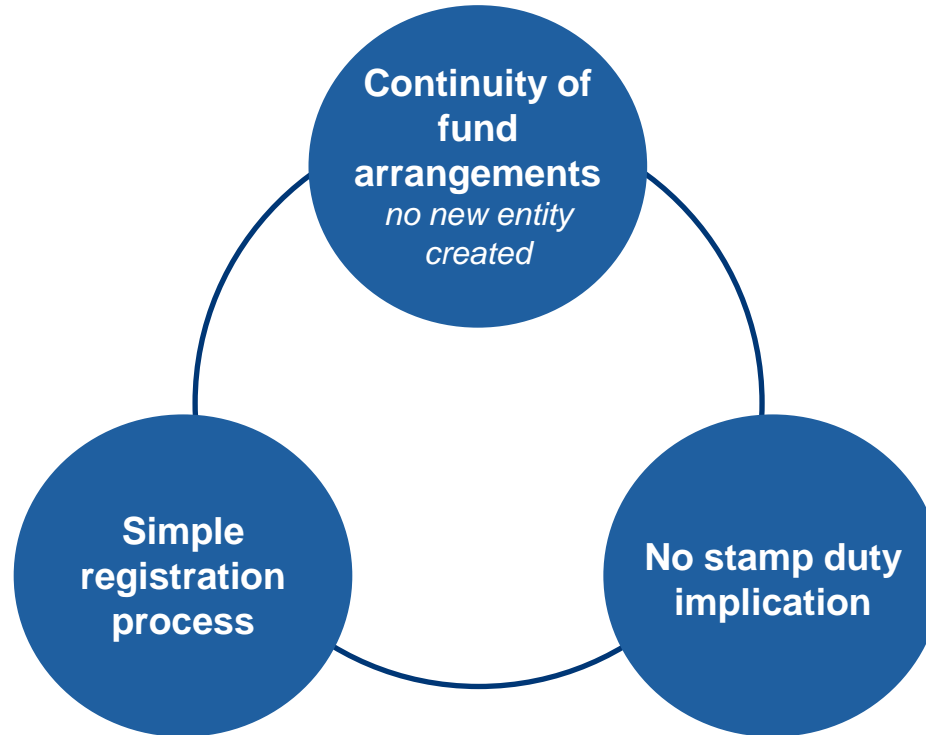 Continuity of
fund
arrangements
no new entity
created
Simple
registration
process
No stamp duty
implication